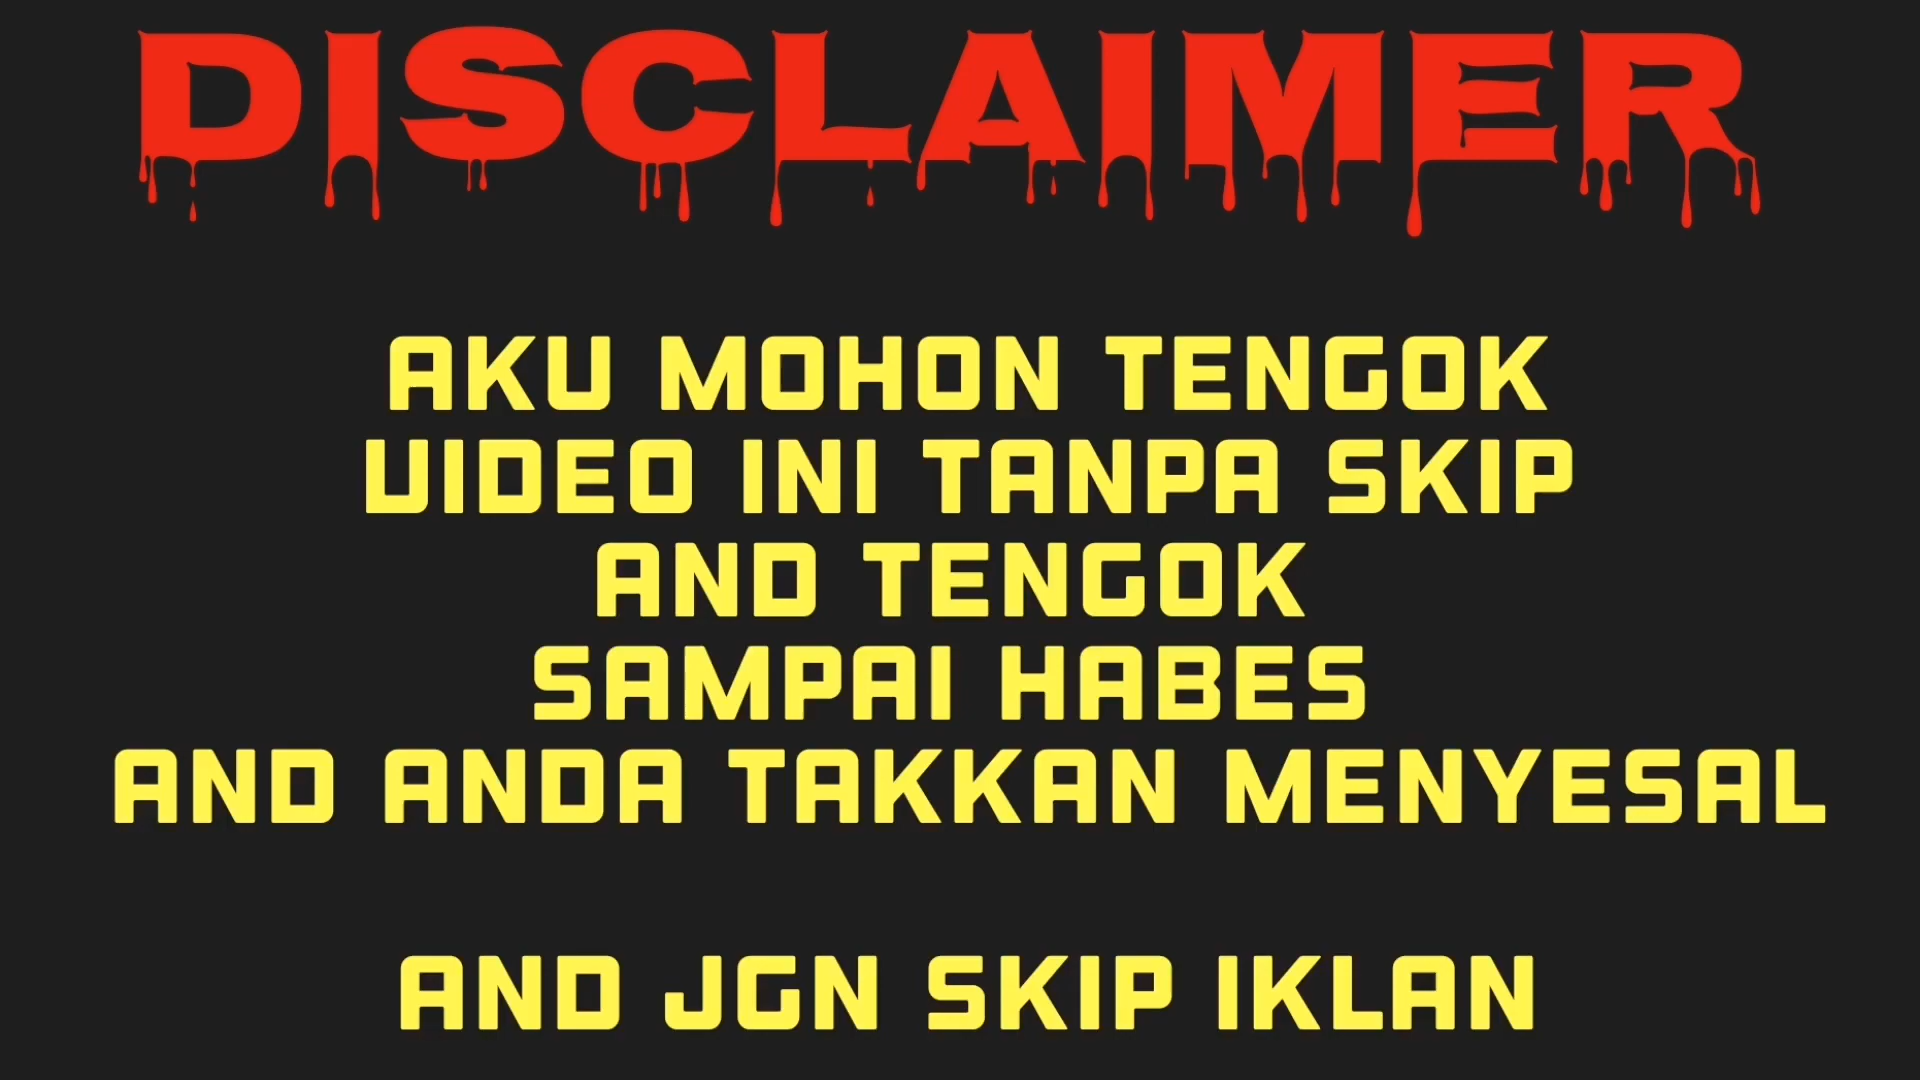 DISCLAIMER
AKU MOHON TENGOK
VIDEO INI TANPA SKIP
AND TENGOK
SAMPAI HABES
AND ANDA TAKKAN MENYESAL
AND JGN SKIP IKLAN